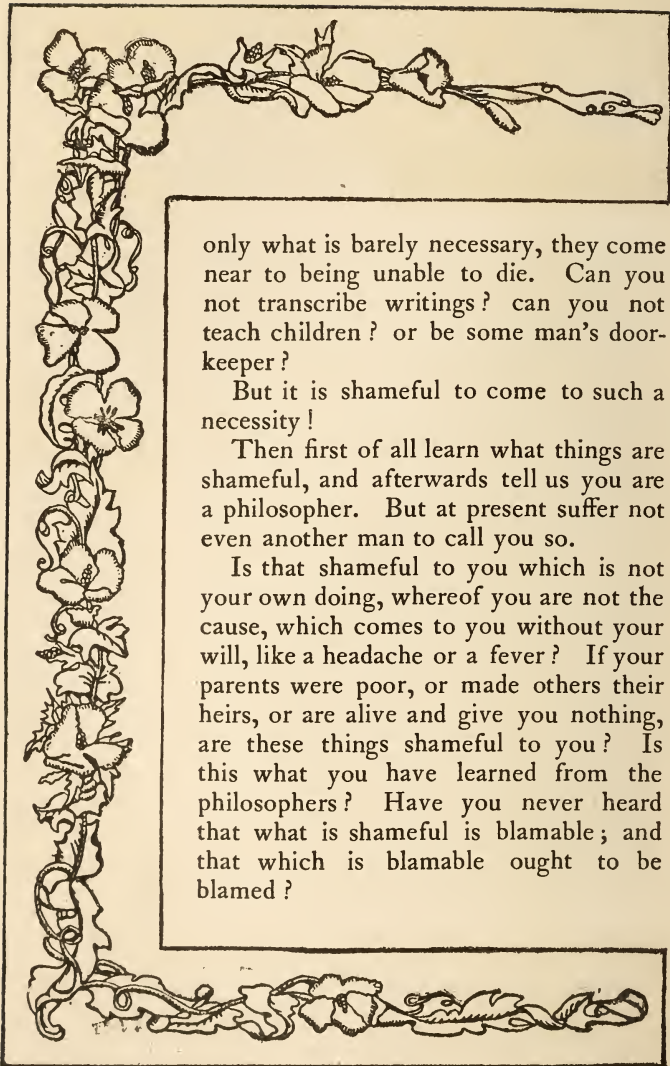 only what is barely necessary, they come
near to being unable to die. Can you
not transcribe writings ? can you not
teach children ? or be some man's door-
keeper ?
But it is shameful to come to such a
necessity !
Then first of all learn what things are
shameful, and afterwards tell us you are
a philosopher. But at present suffer not
even another man to call you so.
Is that shameful to you which is not
your own doing, whereof you are not the
cause, which comes to you without your
will, like a headache or a fever ? If your
parents were poor, or made others their
heirs, or are alive and give you nothing,
are these things shameful to you ? Is
this what you have learned from the
philosophers ? Have you never heard
that what is shameful is blamable ; and
that which is blamable ought to be
blamed ?